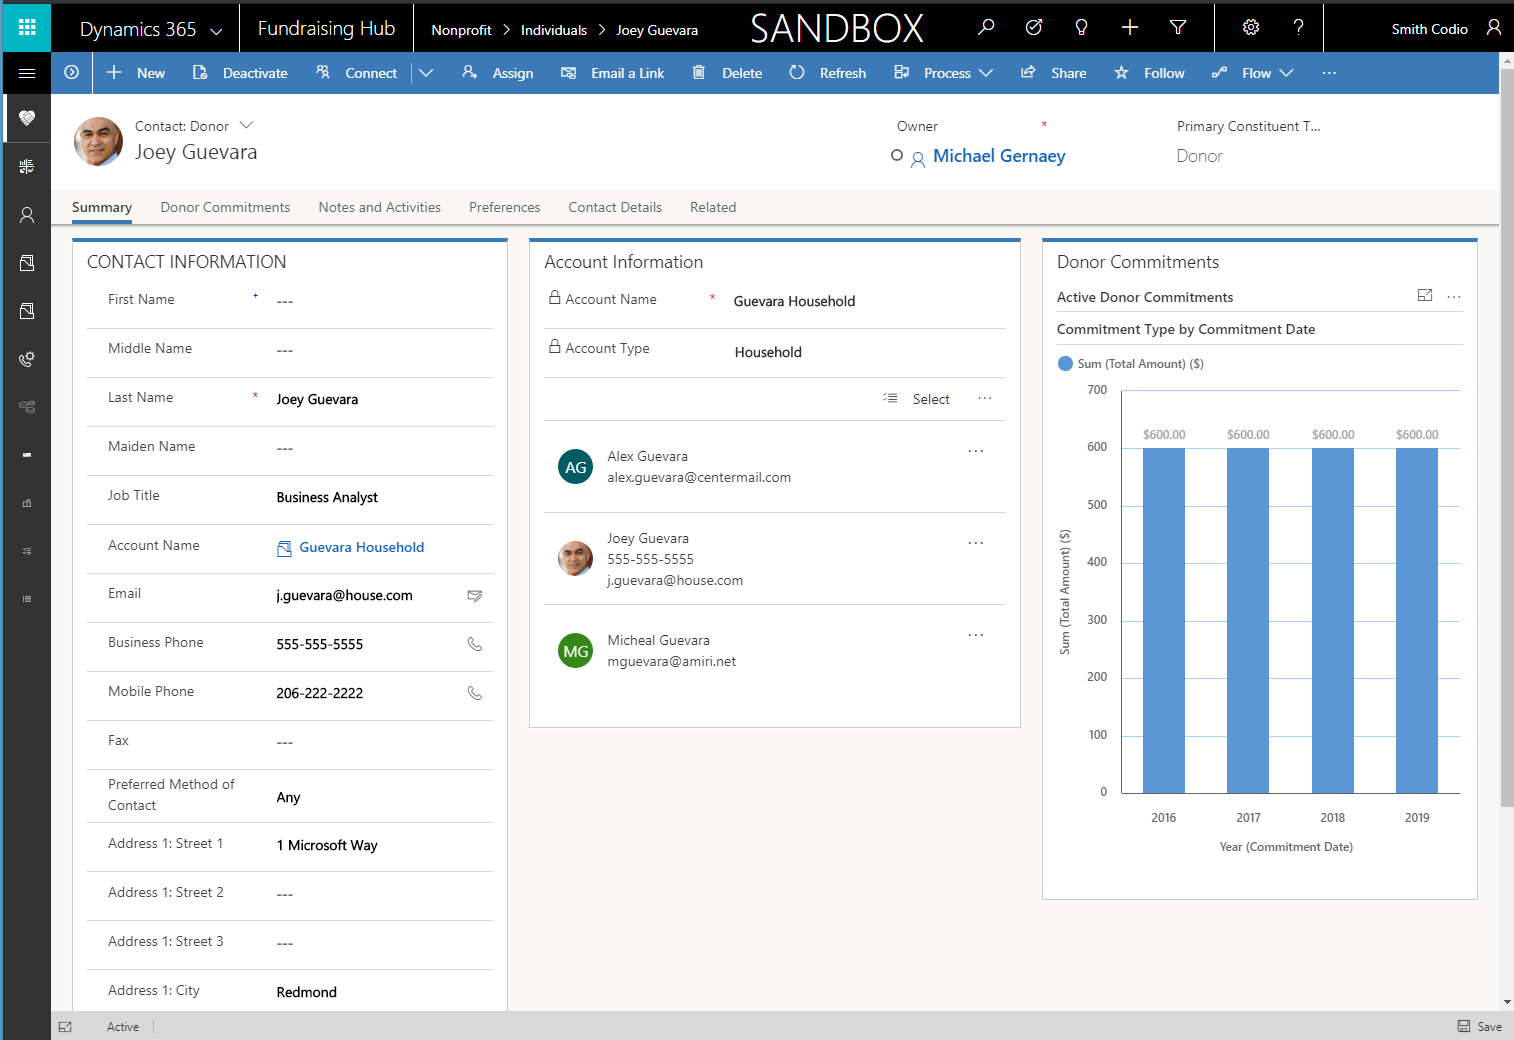 Dynamics 365
Fundraising Hub
Nonprofit > Individuals > Joey Guevara
SANDBOX
?
Smith Codio
New
Deactivate
Connect
Assign
Email a Link
Delete
Refresh
Process
Share
Follow
Flow
...
Contact: Donor
Joey Guevara
Owner *
Michael Gernaey
Primary Constituent T...
Donor
Summary
Donor Commitments
Notes and Activities
Preferences
Contact Details
Related
CONTACT INFORMATION
First Name + ---
Middle Name ---
Last Name * Joey Guevara
Maiden Name ---
Job Title Business Analyst
Account Name Guevara Household
Email j.guevara@house.com
Business Phone 555-555-5555
Mobile Phone 206-222-2222
Fax ---
Preferred Method of
Contact
Any
Address 1: Street 1 1 Microsoft Way
Address 1: Street 2 ---
Address 1: Street 3 ---
Address 1: City Redmond
Account Information
Account Name * Guevara Household
Account Type Household
Select ...
AG
Alex Guevara ...
alex.guevara@centermail.com
Joey Guevara ...
555-555-5555
j.guevara@house.com
MG
Micheal Guevara ...
mguevara@amiri.net
Donor Commitments
Active Donor Commitments ...
Commitment Type by Commitment Date
Sum (Total Amount) ($)
700
600
500
400
300
200
100
0
Sum (Total Amount) ($)
$600.00 $600.00 $600.00 $600.00
2016 2017 2018 2019
Year (Commitment Date)
Active
Save